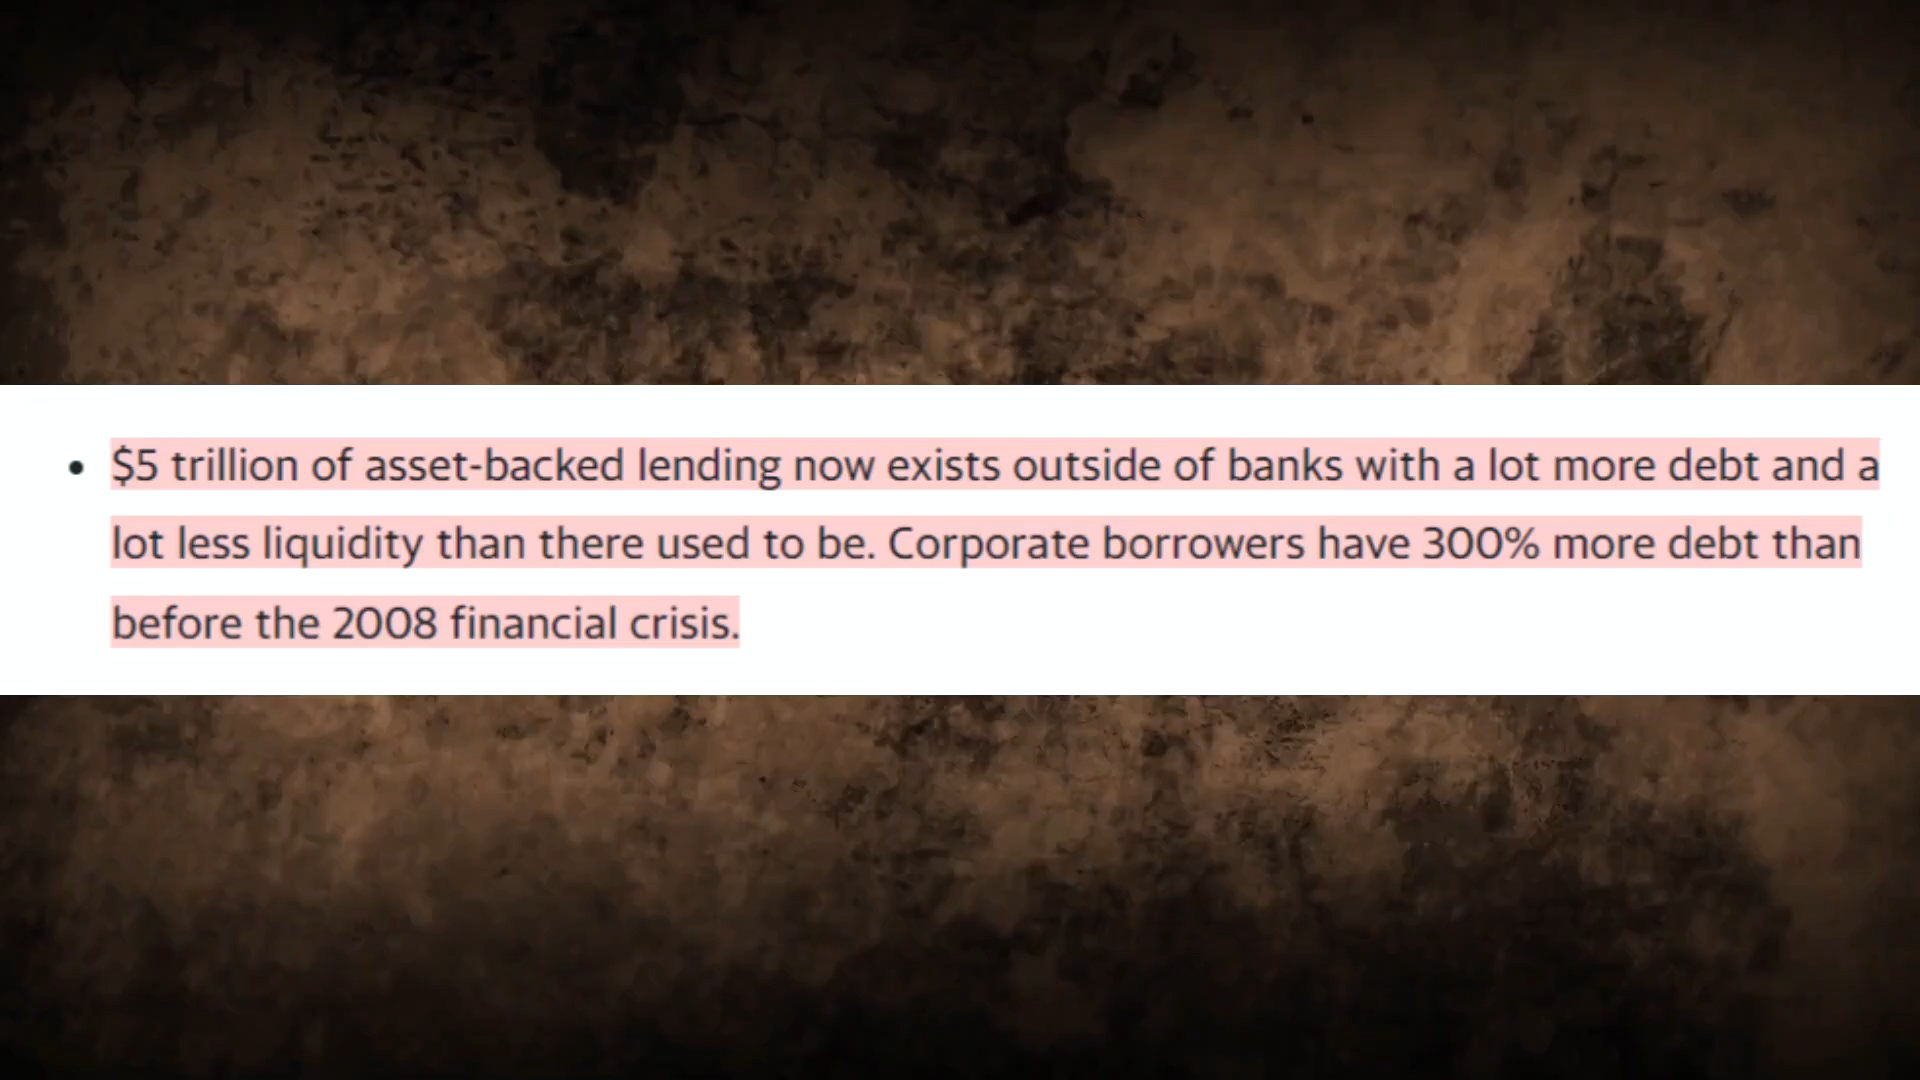 • $5 trillion of asset-backed lending now exists outside of banks with a lot more debt and a
lot less liquidity than there used to be. Corporate borrowers have 300% more debt than
before the 2008 financial crisis.